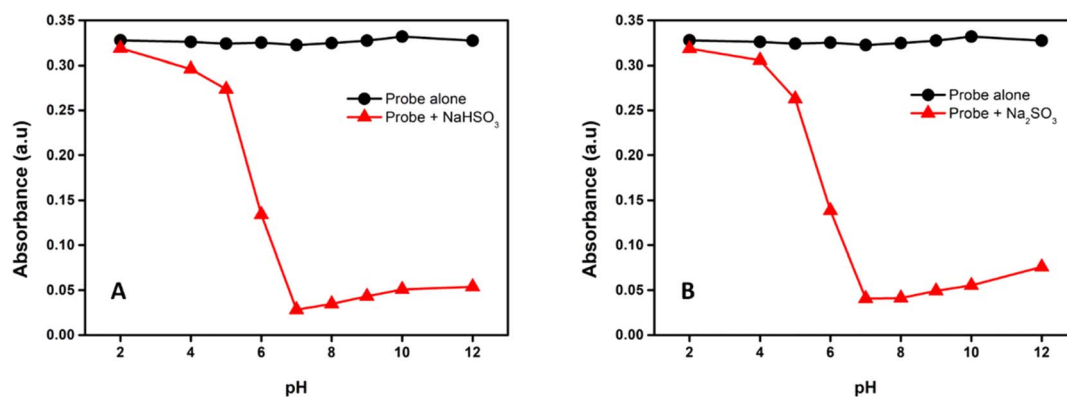 0.35
0.30
0.25
0.20
0.15
0.10
0.05
0.00
Absorbance (a.u)
Probe alone
Probe + NaHSO₃
A
2 4 6 8 10 12
pH
0.35
0.30
0.25
0.20
0.15
0.10
0.05
0.00
Absorbance (a.u)
Probe alone
Probe + Na₂SO₃
B
2 4 6 8 10 12
pH